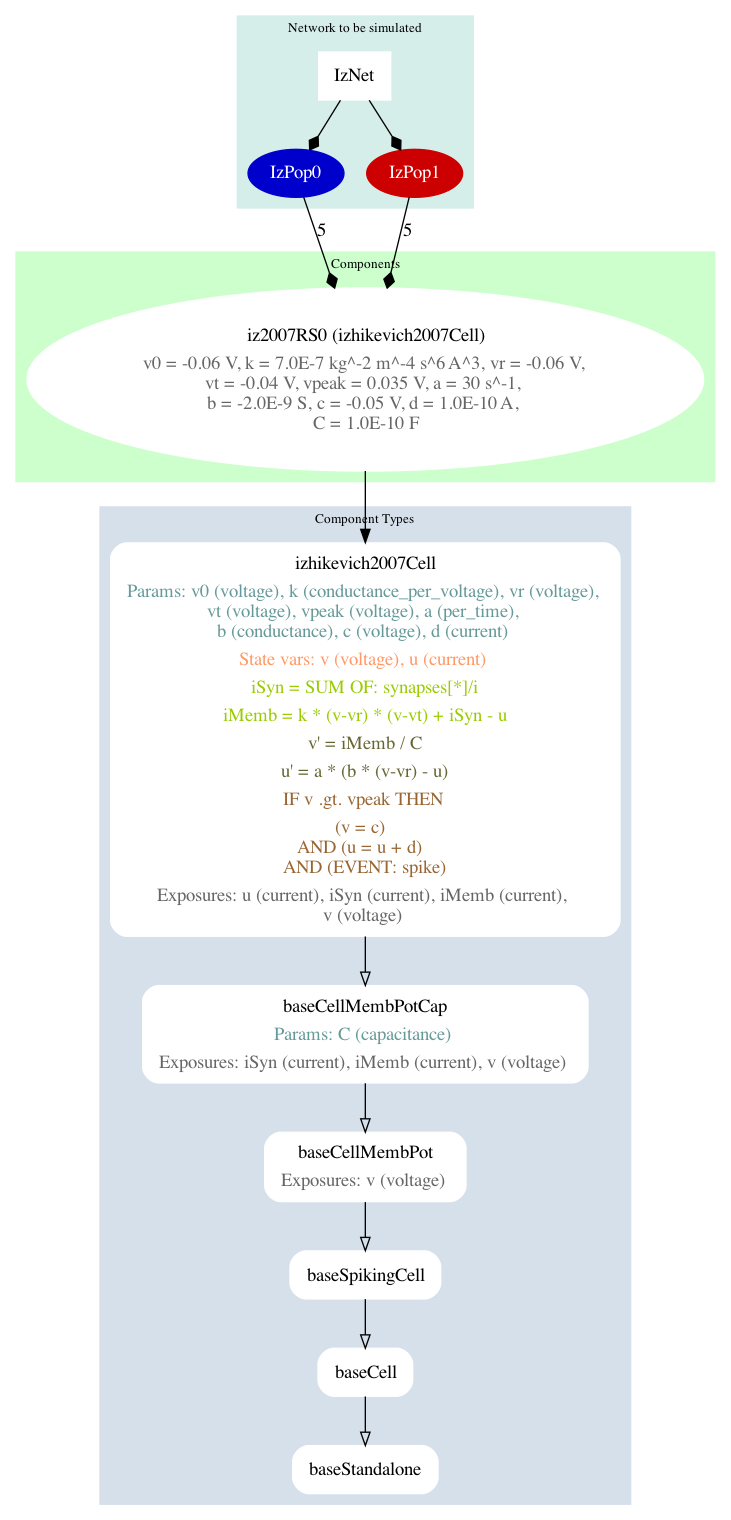 Network to be simulated
IzNet
IzPop0
IzPop1
5
5
Components
iz2007RS0 (izhikevich2007Cell)
v0 = -0.06 V, k = 7.0E-7 kg^-2 m^-4 s^6 A^3, vr = -0.06 V,
vt = -0.04 V, vpeak = 0.035 V, a = 30 s^-1,
b = -2.0E-9 S, c = -0.05 V, d = 1.0E-10 A,
C = 1.0E-10 F
Component Types
izhikevich2007Cell
Params: v0 (voltage), k (conductance_per_voltage), vr (voltage),
vt (voltage), vpeak (voltage), a (per_time),
b (conductance), c (voltage), d (current)
State vars: v (voltage), u (current)
iSyn = SUM OF: synapses[*]/i
iMemb = k * (v-vr) * (v-vt) + iSyn - u
v' = iMemb / C
u' = a * (b * (v-vr) - u)
IF v .gt. vpeak THEN
(v = c)
AND (u = u + d)
AND (EVENT: spike)
Exposures: u (current), iSyn (current), iMemb (current),
v (voltage)
baseCellMembPotCap
Params: C (capacitance)
Exposures: iSyn (current), iMemb (current), v (voltage)
baseCellMembPot
Exposures: v (voltage)
baseSpikingCell
baseCell
baseStandalone